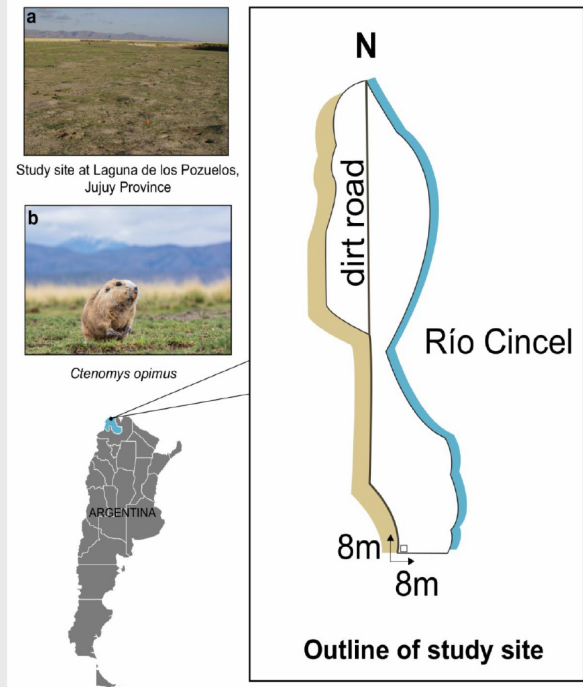 a
Study site at Laguna de los Pozuelos,
Jujuy Province
b
Ctenomys opimus
ARGENTINA
N
dirt road
Río Cincel
8m
8m
Outline of study site